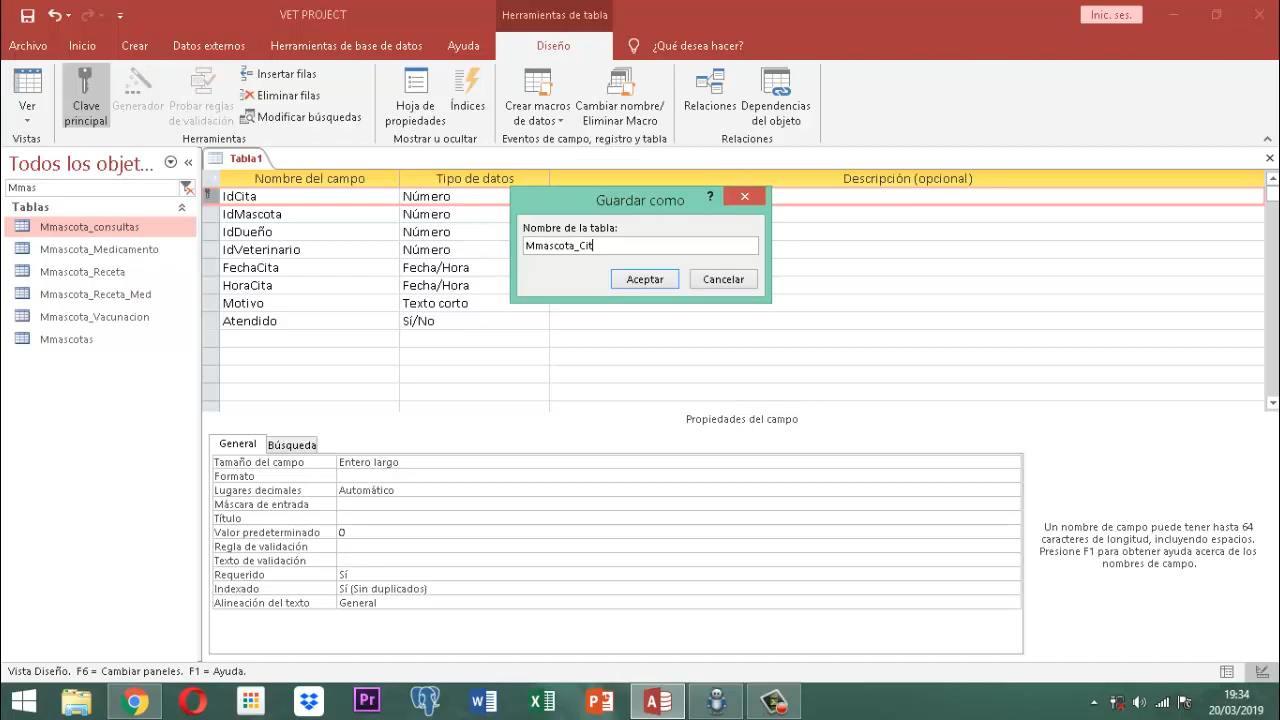 VET PROJECT
Herramientas de tabla
Inic. ses.
Archivo
Inicio
Crear
Datos externos
Herramientas de base de datos
Ayuda
Diseño
¿Qué desea hacer?
Ver
Clave principal
Generador
Probar reglas de validación
Insertar filas
Eliminar filas
Modificar búsquedas
Hoja de propiedades
Índices
Crear macros de datos
Cambiar nombre/ Eliminar Macro
Relaciones
Dependencias del objeto
Vistas
Herramientas
Mostrar u ocultar
Eventos de campo, registro y tabla
Relaciones
Todos los objet...
Mmas
Tablas
Mmascota_consultas
Mmascota_Medicamento
Mmascota_Receta
Mmascota_Receta_Med
Mmascota_Vacunacion
Mmascotas
Tabla1
Nombre del campo Tipo de datos Descripción (opcional)
IdCita Número
IdMascota Número
IdDueño Número
IdVeterinario Número
FechaCita Fecha/Hora
HoraCita Fecha/Hora
Motivo Texto corto
Atendido Sí/No
Guardar como
?
Nombre de la tabla:
Mmascota_Cit
Aceptar
Cancelar
Propiedades del campo
General
Búsqueda
Tamaño del campo Entero largo
Formato
Lugares decimales Automático
Máscara de entrada
Título
Valor predeterminado 0
Regla de validación
Texto de validación
Requerido Sí
Indexado Sí (Sin duplicados)
Alineación del texto General
Un nombre de campo puede tener hasta 64
caracteres de longitud, incluyendo espacios.
Presione F1 para obtener ayuda acerca de los
nombres de campo.
Vista Diseño. F6 = Cambiar paneles. F1 = Ayuda.
Pr
19:34
20/03/2019